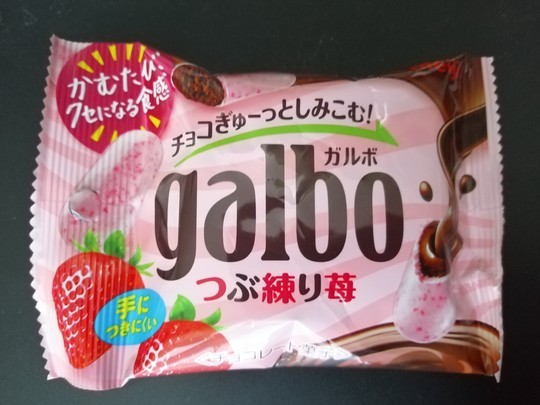 かむたび、
クセになる食感
チョコぎゅーっとしみこむ!
ガルボ
galbo
つぶ練り苺
手に
つきにくい